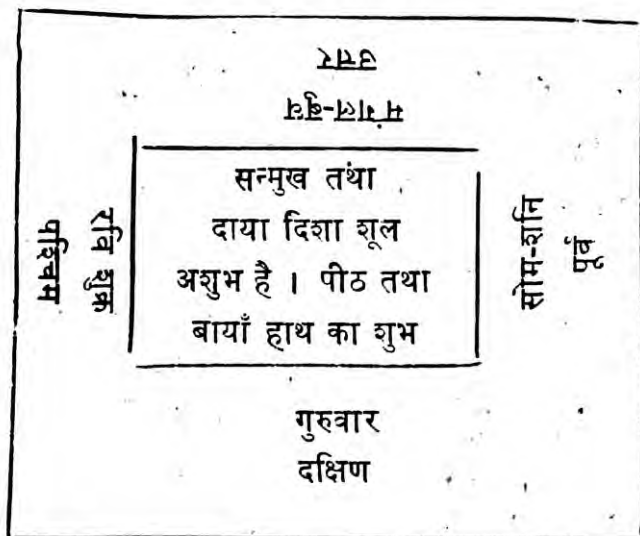 उत्तर
मंगल-बुध
पश्चिम
रवि शुक्र
सन्मुख तथा
दाया दिशा शूल
अशुभ है । पीठ तथा
बायाँ हाथ का शुभ
सोम-शनि
पूर्व
गुरुवार
दक्षिण